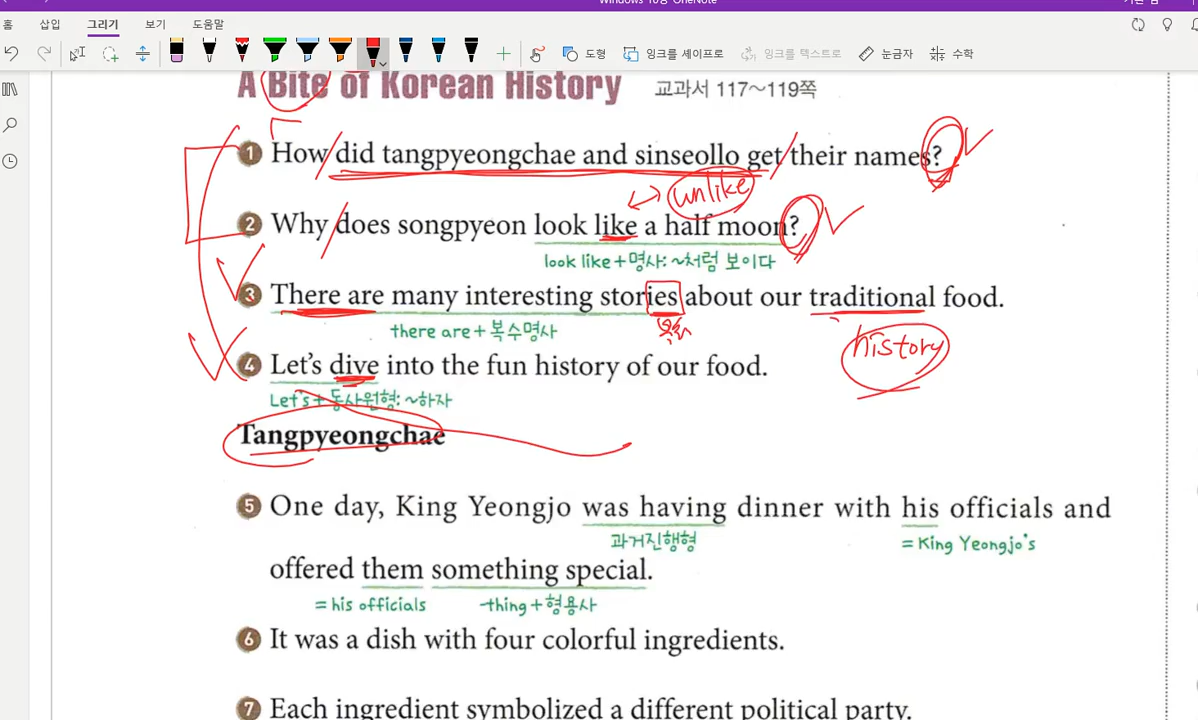 Windows 10용 OneNote
홈 삽입 그리기 보기 도움말
도형 잉크를 셰이프로 잉크를 텍스트로 눈금자 수학
A Bite of Korean History 교과서 117~119쪽
1 How did tangpyeongchae and sinseollo get their names?
unlike
2 Why does songpyeon look like a half moon?
look like+명사: ~처럼 보이다
3 There are many interesting stories about our traditional food.
there are+복수명사
history
4 Let's dive into the fun history of our food.
Let's+동사원형: ~하자
Tangpyeongchae
5 One day, King Yeongjo was having dinner with his officials and
과거진행형 =King Yeongjo's
offered them something special.
=his officials -thing+형용사
6 It was a dish with four colorful ingredients.
7 Each ingredient symbolized a different political party.